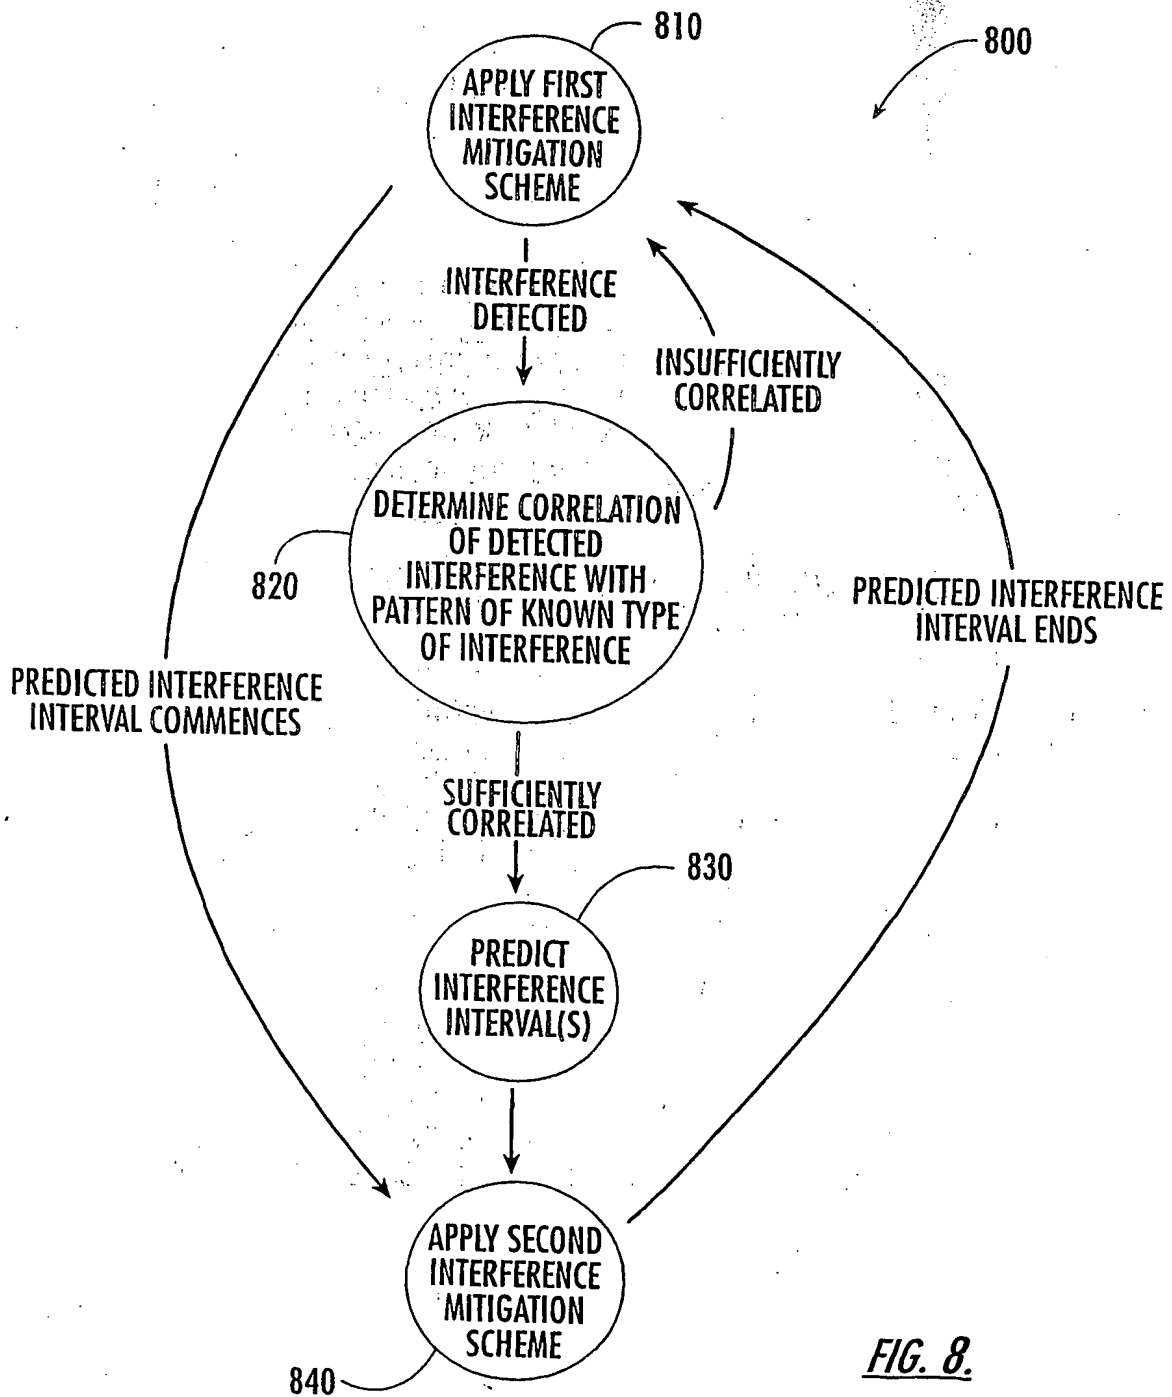 810
800
APPLY FIRST
INTERFERENCE
MITIGATION
SCHEME
INTERFERENCE
DETECTED
INSUFFICIENTLY
CORRELATED
DETERMINE CORRELATION
OF DETECTED
INTERFERENCE WITH
PATTERN OF KNOWN TYPE
OF INTERFERENCE
820
PREDICTED INTERFERENCE
INTERVAL ENDS
PREDICTED INTERFERENCE
INTERVAL COMMENCES
SUFFICIENTLY
CORRELATED
830
PREDICT
INTERFERENCE
INTERVAL(S)
APPLY SECOND
INTERFERENCE
MITIGATION
SCHEME
840
FIG. 8.